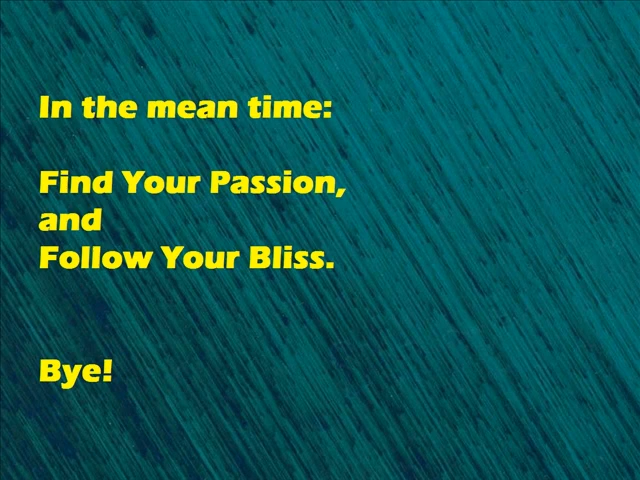 In the mean time:
Find Your Passion,
and
Follow Your Bliss.
Bye!